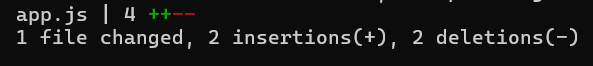 app.js | 4 ++--
1 file changed, 2 insertions(+), 2 deletions(-)